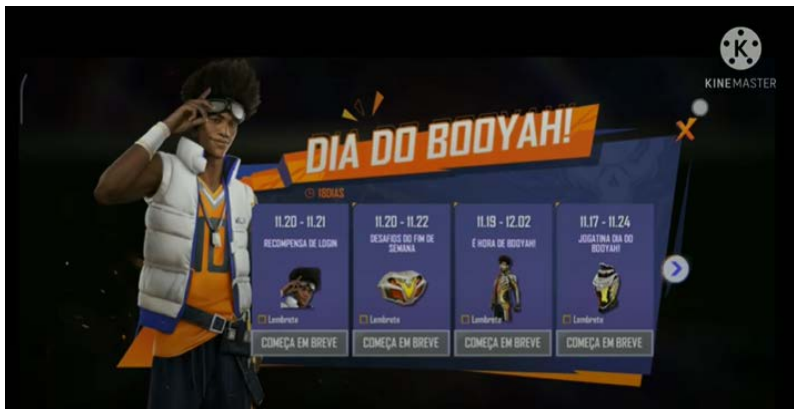 K
KINEMASTER
DIA DO BOOYAH!
18DIAS
11.20 - 11.21
RECOMPENSA DE LOGIN
Lembrete
COMEÇA EM BREVE
11.20 - 11.22
DESAFIOS DO FIM DE
SEMANA
Lembrete
COMEÇA EM BREVE
11.19 - 12.02
É HORA DE BOOYAH!
Lembrete
COMEÇA EM BREVE
11.17 - 11.24
JOGATINA DIA DO
BOOYAH!
Lembrete
COMEÇA EM BREVE